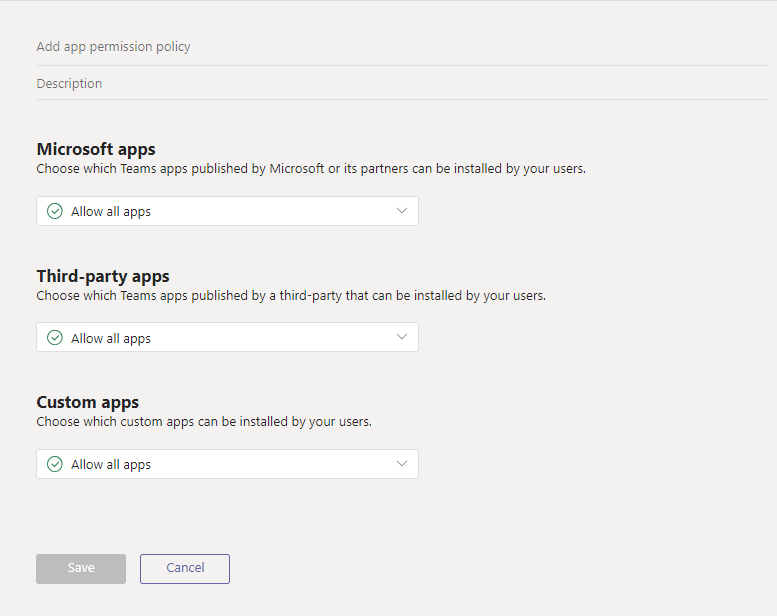 Add app permission policy
Description
Microsoft apps
Choose which Teams apps published by Microsoft or its partners can be installed by your users.
Allow all apps
Third-party apps
Choose which Teams apps published by a third-party that can be installed by your users.
Allow all apps
Custom apps
Choose which custom apps can be installed by your users.
Allow all apps
Save
Cancel